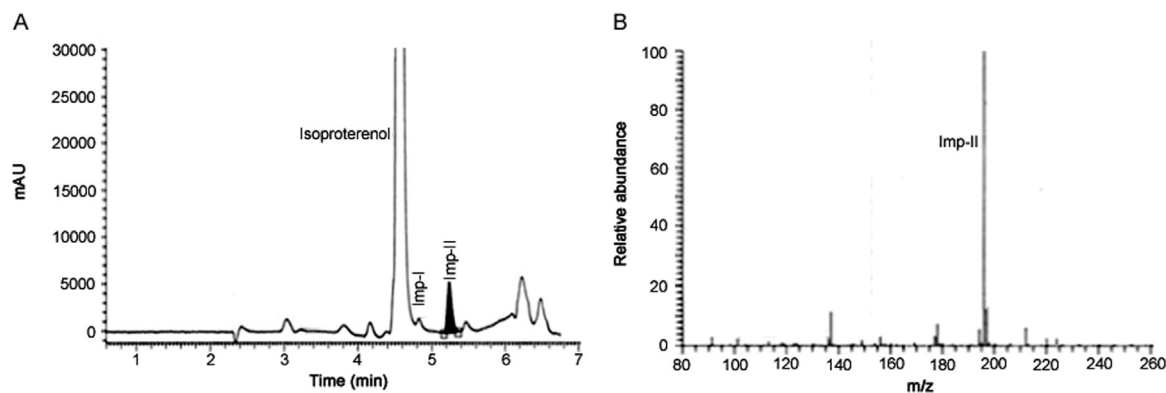 A
30000
25000
20000
15000
10000
5000
0
mAU
Isoproterenol
Imp-I
Imp-II
1 2 3 4 5 6 7
Time (min)
B
100
80
60
40
20
0
Relative abundance
Imp-II
80 100 120 140 160 180 200 220 240 260
m/z